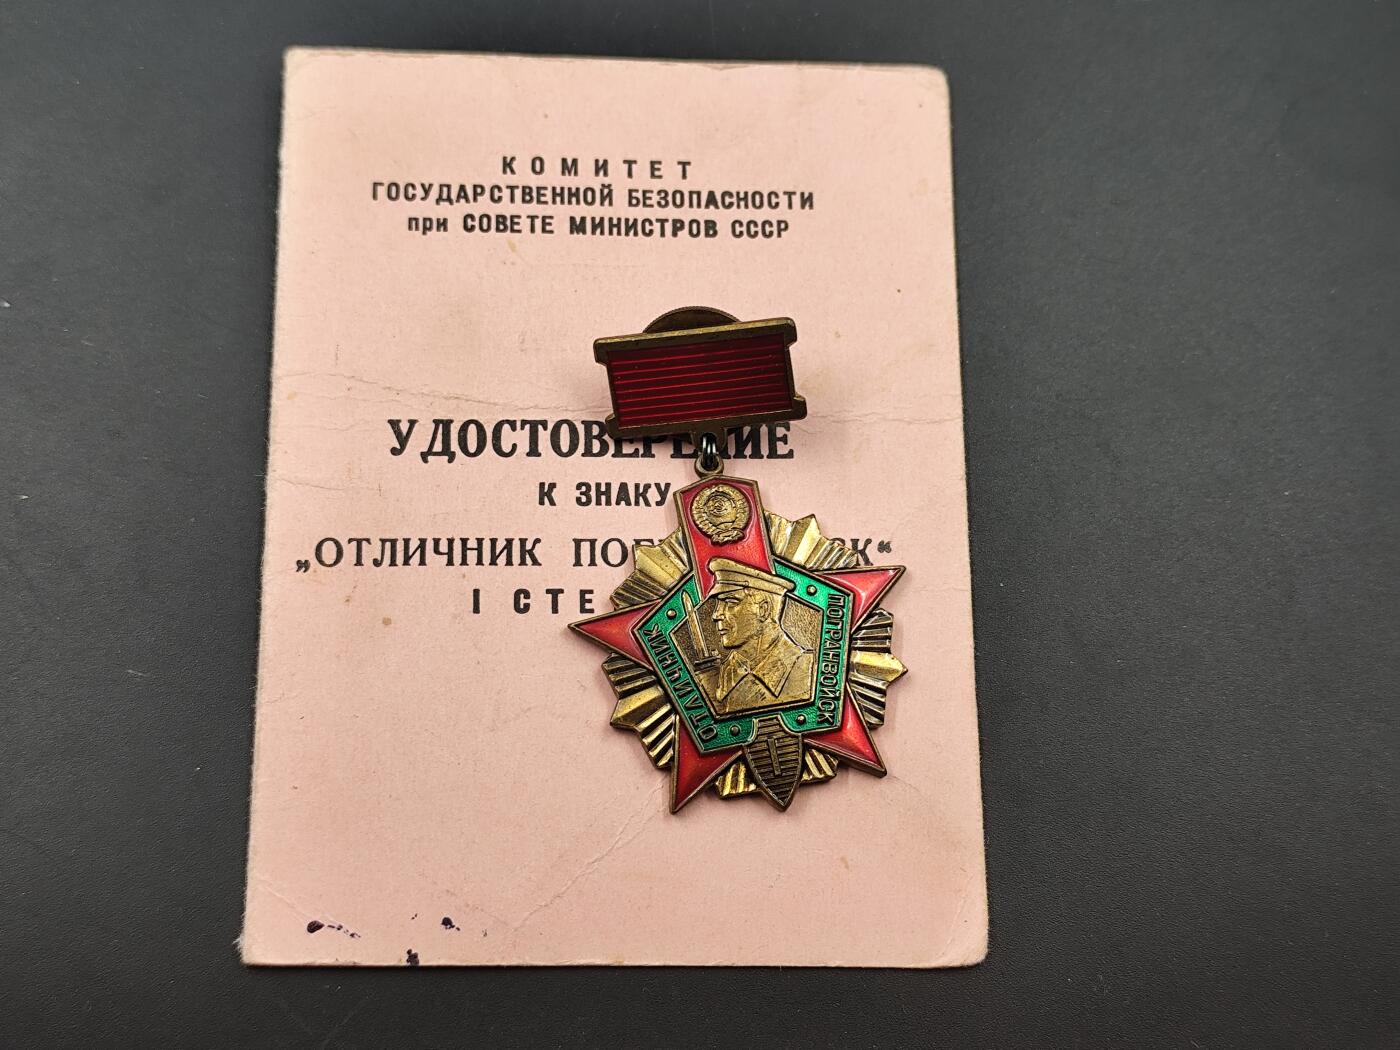 КОМИТЕТ
ГОСУДАРСТВЕННОЙ БЕЗОПАСНОСТИ
при СОВЕТЕ МИНИСТРОВ СССР
УДОСТОВЕРЕНИЕ
К ЗНАКУ
„ОТЛИЧНИК
I
ОТЛИЧНИК
ПОГРАНВОЙСК
I